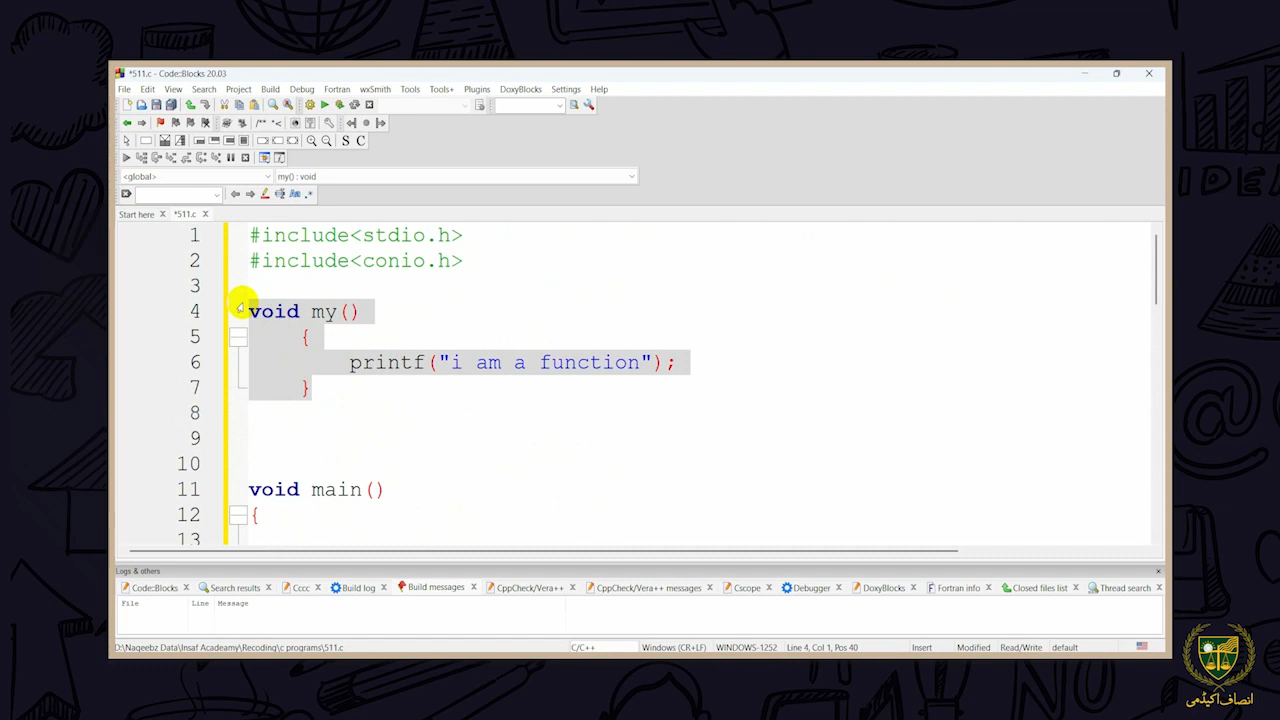 *511.c - Code::Blocks 20.03
File Edit View Search Project Build Debug Fortran wxSmith Tools Tools+ Plugins DoxyBlocks Settings Help
S C
<global> my() : void
Start here *511.c
1 #include<stdio.h>
2 #include<conio.h>
3
4 void my()
5 {
6 printf("i am a function");
7 }
8
9
10
11 void main()
12 {
13
Logs & others
Code::Blocks Search results Cccc Build log Build messages CppCheck/Vera++ CppCheck/Vera++ messages Cscope Debugger DoxyBlocks Fortran info Closed files list Thread search
File Line Message
D:\Naqeebz Data\Insaf Acadeamy\Recoding\c programs\511.c C/C++ Windows (CR+LF) WINDOWS-1252 Line 4, Col 1, Pos 40 Insert Modified Read/Write default
IDEA
NO
انصاف اکیڈمی